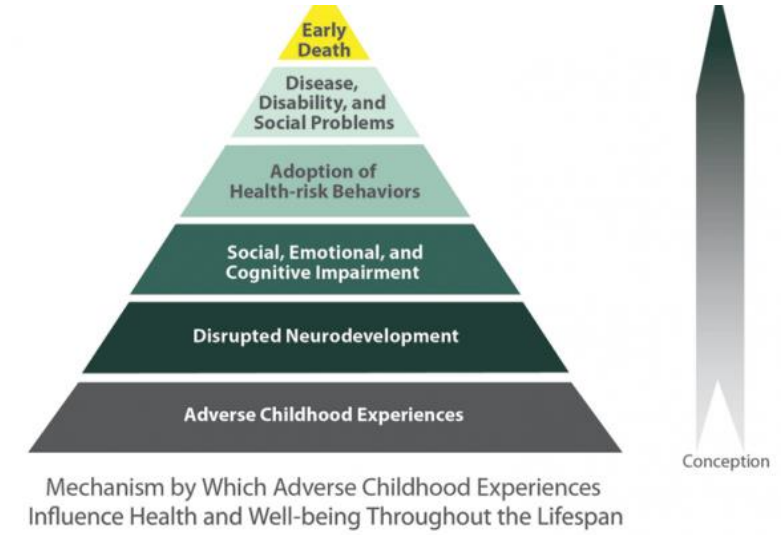 Early
Death
Disease,
Disability, and
Social Problems
Adoption of
Health-risk Behaviors
Social, Emotional, and
Cognitive Impairment
Disrupted Neurodevelopment
Adverse Childhood Experiences
Conception
Mechanism by Which Adverse Childhood Experiences
Influence Health and Well-being Throughout the Lifespan